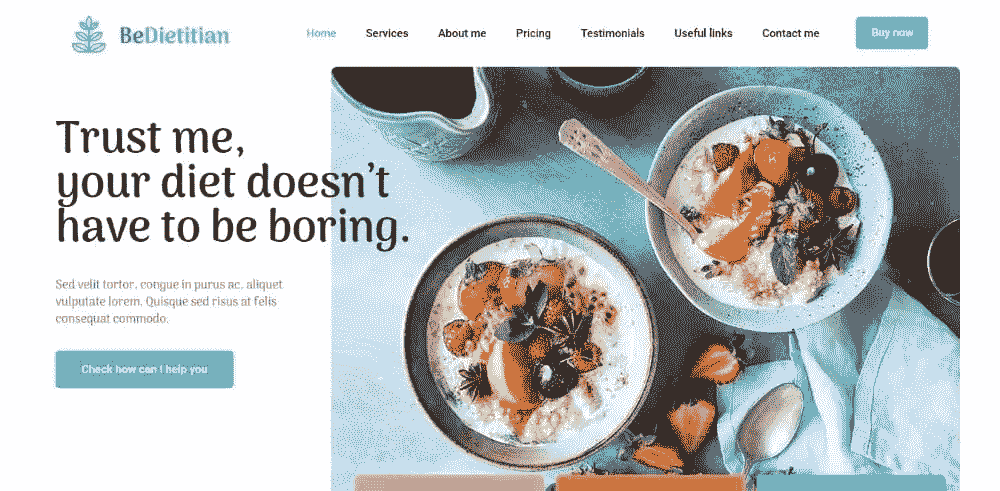 BeDietitian
Home Services About me Pricing Testimonials Useful links Contact me Buy now
Trust me,
your diet doesn't
have to be boring.
Sed velit tortor, congue in purus ac, aliquet
vulputate lorem. Quisque sed risus at felis
consequat commodo.
Check how can I help you